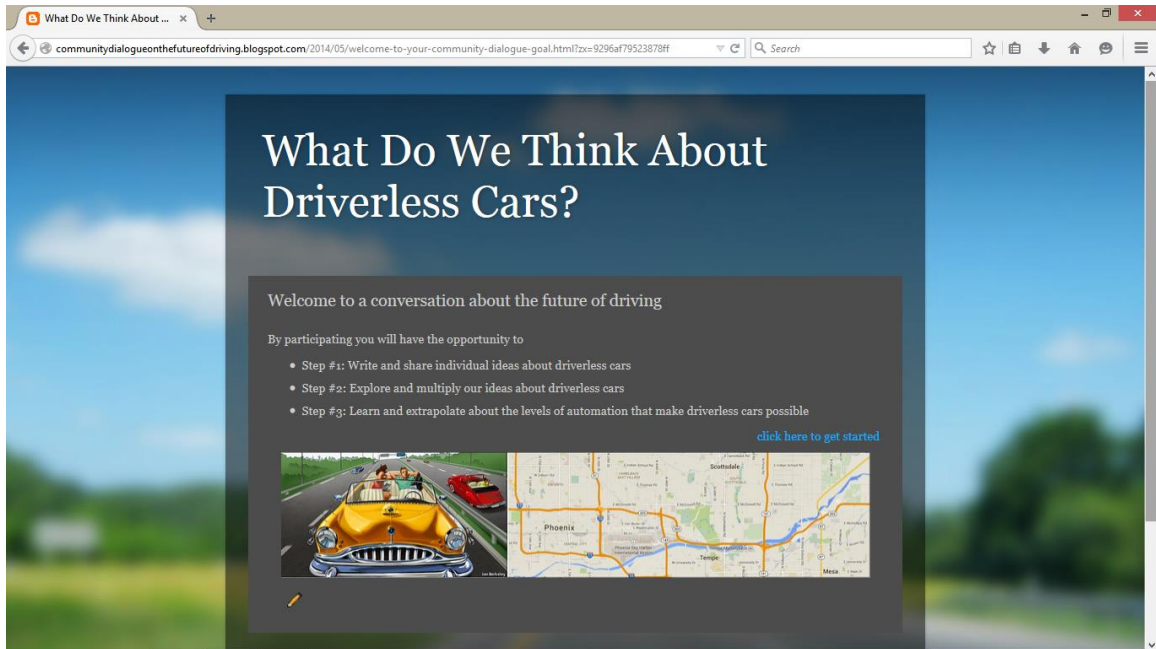 What Do We Think About ...
communitydialogueonthefutureofdriving.blogspot.com/2014/05/welcome-to-your-community-dialogue-goal.html?zx=9296af79523878ff
Search
What Do We Think About
Driverless Cars?
Welcome to a conversation about the future of driving
By participating you will have the opportunity to
Step #1: Write and share individual ideas about driverless cars
Step #2: Explore and multiply our ideas about driverless cars
Step #3: Learn and extrapolate about the levels of automation that make driverless cars possible
click here to get started
Scottsdale
Phoenix
Tempe
Mesa